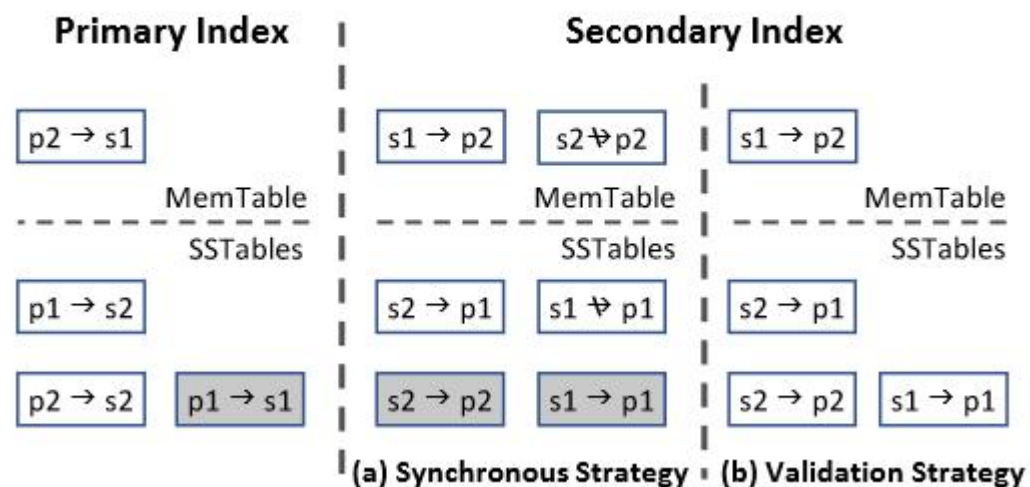 Primary Index
Secondary Index
p2 → s1
s1 → p2
s2 ↛ p2
s1 → p2
MemTable
MemTable
MemTable
SSTables
SSTables
SSTables
p1 → s2
s2 → p1
s1 ↛ p1
s2 → p1
p2 → s2
p1 → s1
s2 → p2
s1 → p1
s2 → p2
s1 → p1
(a) Synchronous Strategy
(b) Validation Strategy